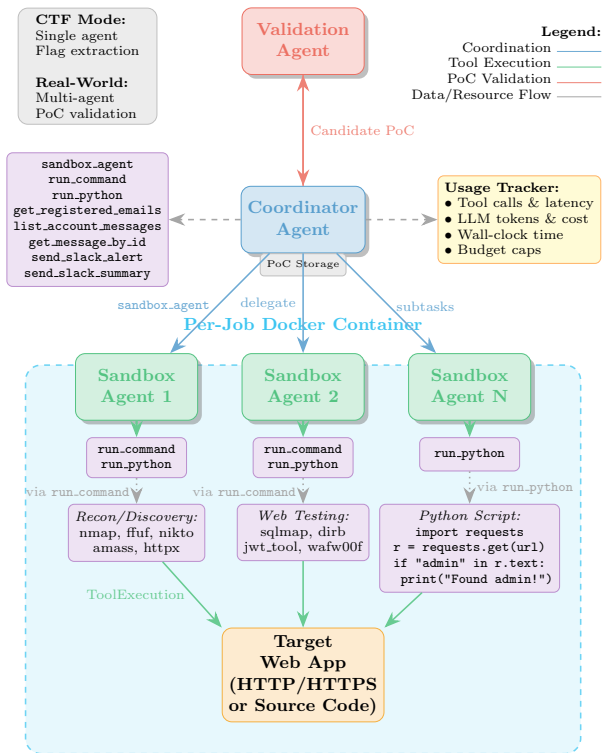 CTF Mode:
Single agent
Flag extraction
Real-World:
Multi-agent
PoC validation
Validation
Agent
Legend:
Coordination
Tool Execution
PoC Validation
Data/Resource Flow
Candidate PoC
sandbox_agent
run_command
run_python
get_registered_emails
list_account_messages
get_message_by_id
send_slack_alert
send_slack_summary
Coordinator
Agent
PoC Storage
Usage Tracker:
• Tool calls & latency
• LLM tokens & cost
• Wall-clock time
• Budget caps
sandbox_agent
delegate
subtasks
Per-Job Docker Container
Sandbox
Agent 1
Sandbox
Agent 2
Sandbox
Agent N
run_command
run_python
run_command
run_python
run_python
via run_command
via run_command
via run_python
Recon/Discovery:
nmap, ffuf, nikto
amass, httpx
Web Testing:
sqlmap, dirb
jwt_tool, wafw00f
Python Script:
import requests
r = requests.get(url)
if "admin" in r.text:
print("Found admin!")
ToolExecution
Target
Web App
(HTTP/HTTPS
or Source Code)